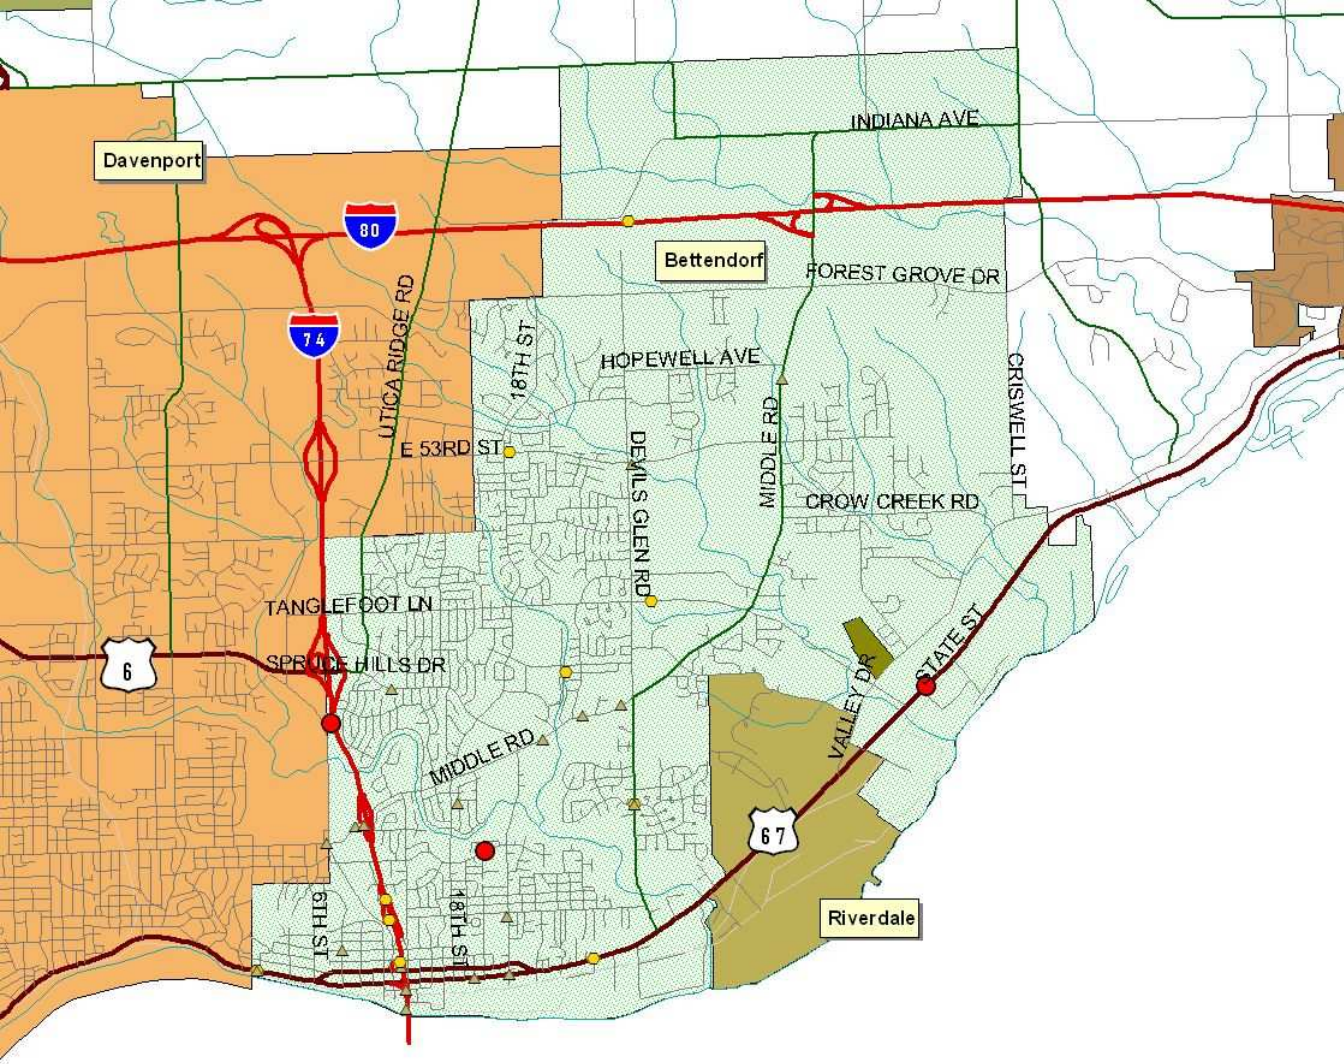 INDIANA AVE
Davenport
80
Bettendorf
FOREST GROVE DR
74
UTICA RIDGE RD
18TH ST
HOPEWELL AVE
CRISWELL ST
E 53RD ST
DEVILS GLEN RD
MIDDLE RD
CROW CREEK RD
TANGLEFOOT LN
6
SPRUCE HILLS DR
STATE ST
VALLEY DR
MIDDLE RD
67
6TH ST
18TH ST
Riverdale